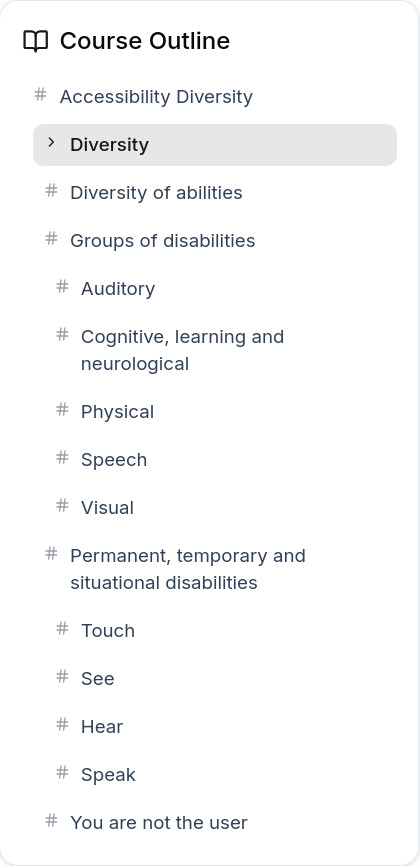 Course Outline
# Accessibility Diversity
> Diversity
# Diversity of abilities
# Groups of disabilities
# Auditory
# Cognitive, learning and
neurological
# Physical
# Speech
# Visual
# Permanent, temporary and
situational disabilities
# Touch
# See
# Hear
# Speak
# You are not the user